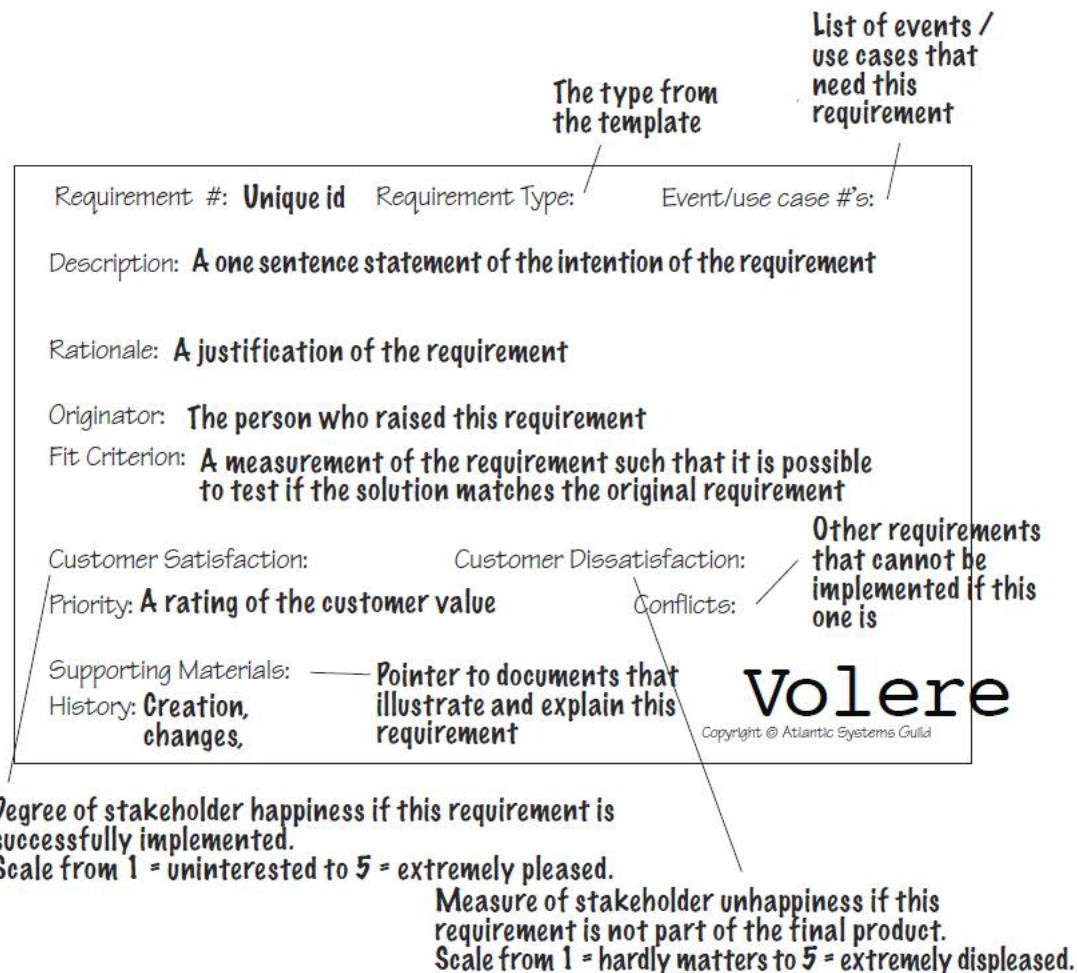 List of events /
use cases that
need this
requirement
The type from
the template
Requirement #: Unique id Requirement Type: Event/use case #'s:
Description: A one sentence statement of the intention of the requirement
Rationale: A justification of the requirement
Originator: The person who raised this requirement
Fit Criterion: A measurement of the requirement such that it is possible
to test if the solution matches the original requirement
Other requirements
that cannot be
implemented if this
one is
Customer Satisfaction: Customer Dissatisfaction:
Priority: A rating of the customer value Conflicts:
Supporting Materials: Pointer to documents that
illustrate and explain this
requirement
History: Creation,
changes,
Volere
Copyright © Atlantic Systems Guild
Degree of stakeholder happiness if this requirement is
successfully implemented.
Scale from 1 = uninterested to 5 = extremely pleased.
Measure of stakeholder unhappiness if this
requirement is not part of the final product.
Scale from 1 = hardly matters to 5 = extremely displeased.